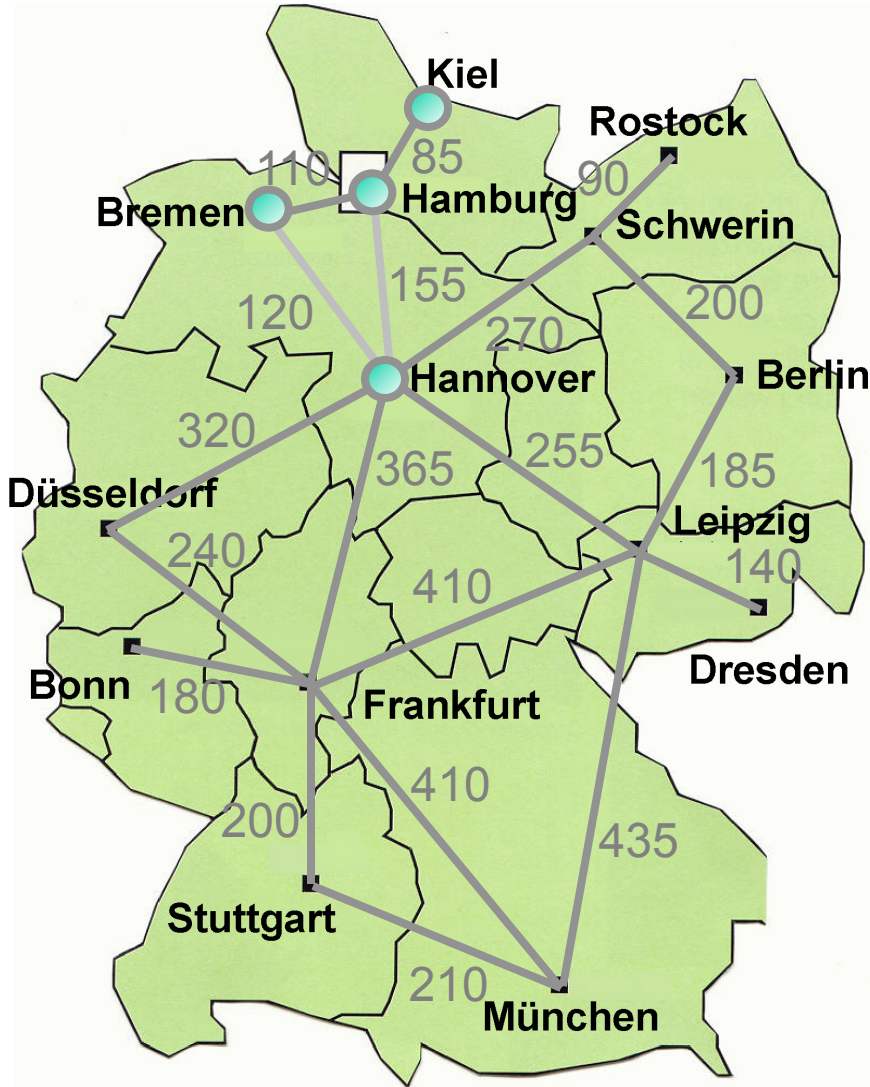 Kiel
Rostock
110
85
90
Bremen
Hamburg
Schwerin
155
200
120
270
Hannover
Berlin
320
255
365
185
Düsseldorf
Leipzig
240
140
410
Dresden
Bonn
180
Frankfurt
410
200
435
Stuttgart
210
München